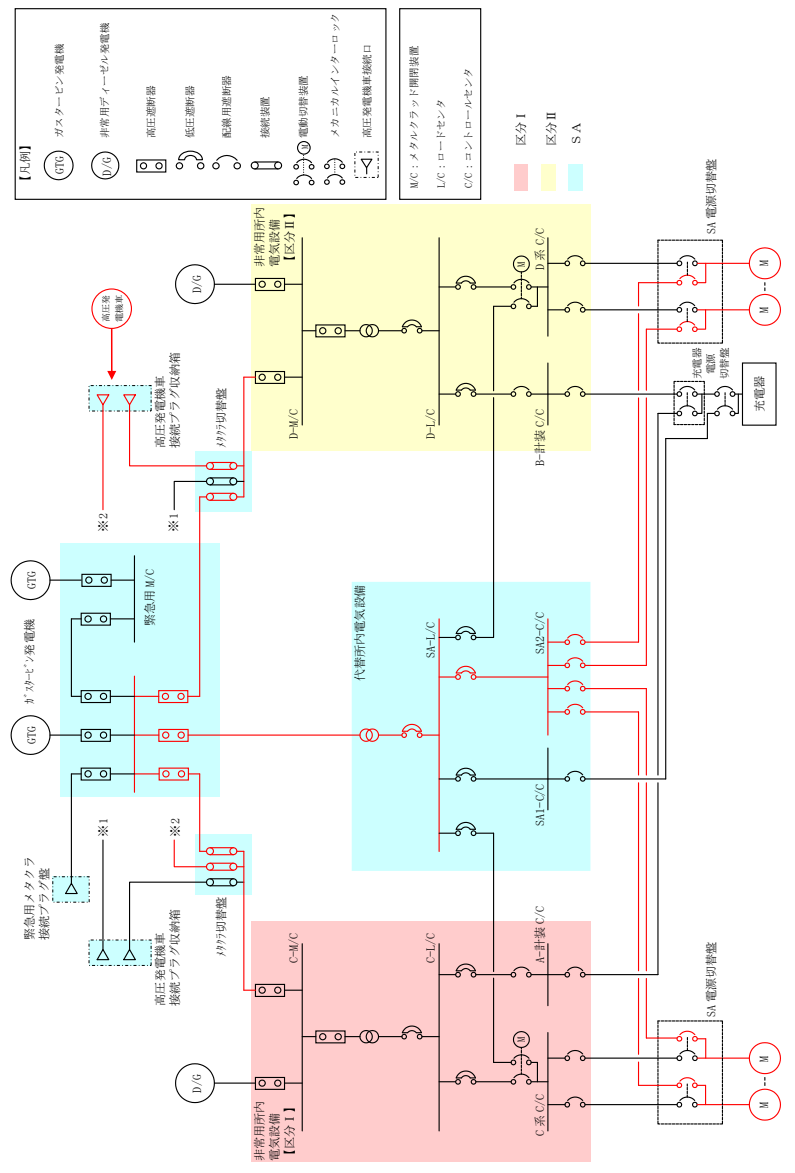 【凡例】
GTG
ガスタービン発電機
D/G
非常用ディーゼル発電機
高圧遮断器
低圧遮断器
配線用遮断器
接続装置
M
電動切替装置
メカニカルインターロック
高圧発電機車接続口
M/C：メタルクラッド開閉装置
L/C：ロードセンタ
C/C：コントロールセンタ
区分Ⅰ
区分Ⅱ
ＳＡ
緊急用メタクラ
接続プラグ盤
高圧発電機車
接続プラグ収納箱
※1
※2
GTG
ｶﾞｽﾀｰﾋﾞﾝ発電機
GTG
緊急用 M/C
高圧発
電機車
高圧発電機車
接続プラグ収納箱
※2
※1
ﾒﾀｸﾗ切替盤
ﾒﾀｸﾗ切替盤
D/G
非常用所内
電気設備
【区分Ⅰ】
C-M/C
C-L/C
M
C 系 C/C
A-計装 C/C
代替所内電気設備
SA-L/C
SA1-C/C
SA2-C/C
D/G
非常用所内
電気設備
【区分Ⅱ】
D-M/C
D-L/C
M
B-計装 C/C
D 系 C/C
SA 電源切替盤
M
M
充電器
電源
切替盤
充電器
SA 電源切替盤
M
M